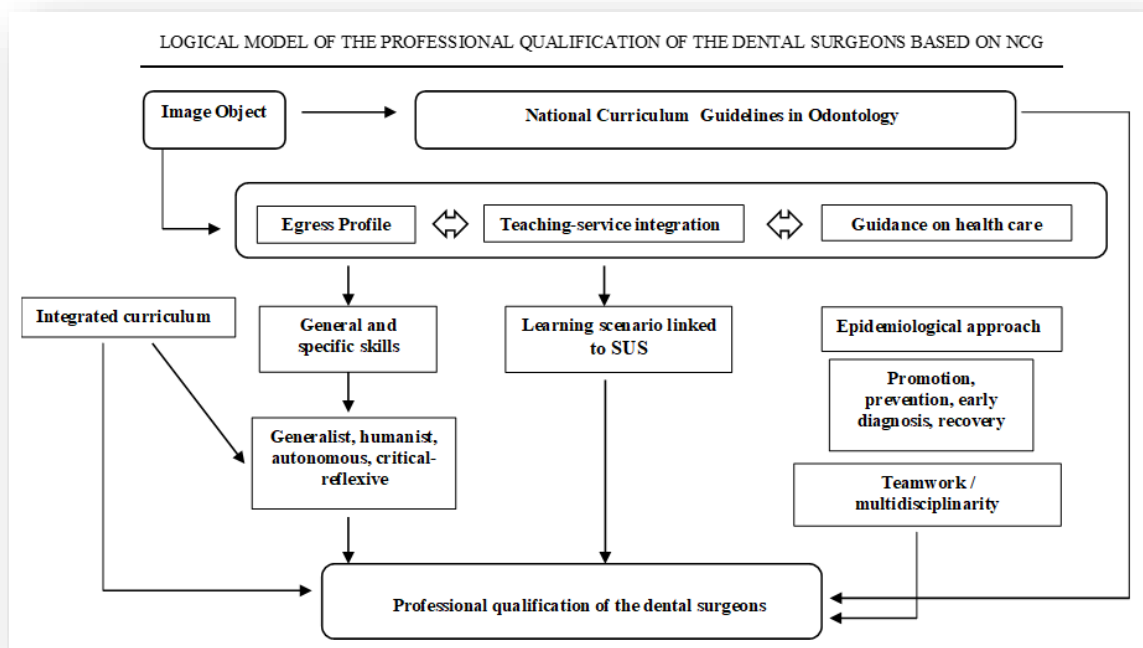 LOGICAL MODEL OF THE PROFESSIONAL QUALIFICATION OF THE DENTAL SURGEONS BASED ON NCG
Image Object
National Curriculum Guidelines in Odontology
Egress Profile
Teaching-service integration
Guidance on health care
Integrated curriculum
General and
specific skills
Learning scenario linked
to SUS
Epidemiological approach
Promotion,
prevention, early
diagnosis, recovery
Generalist, humanist,
autonomous, critical-
reflexive
Teamwork /
multidisciplinarity
Professional qualification of the dental surgeons